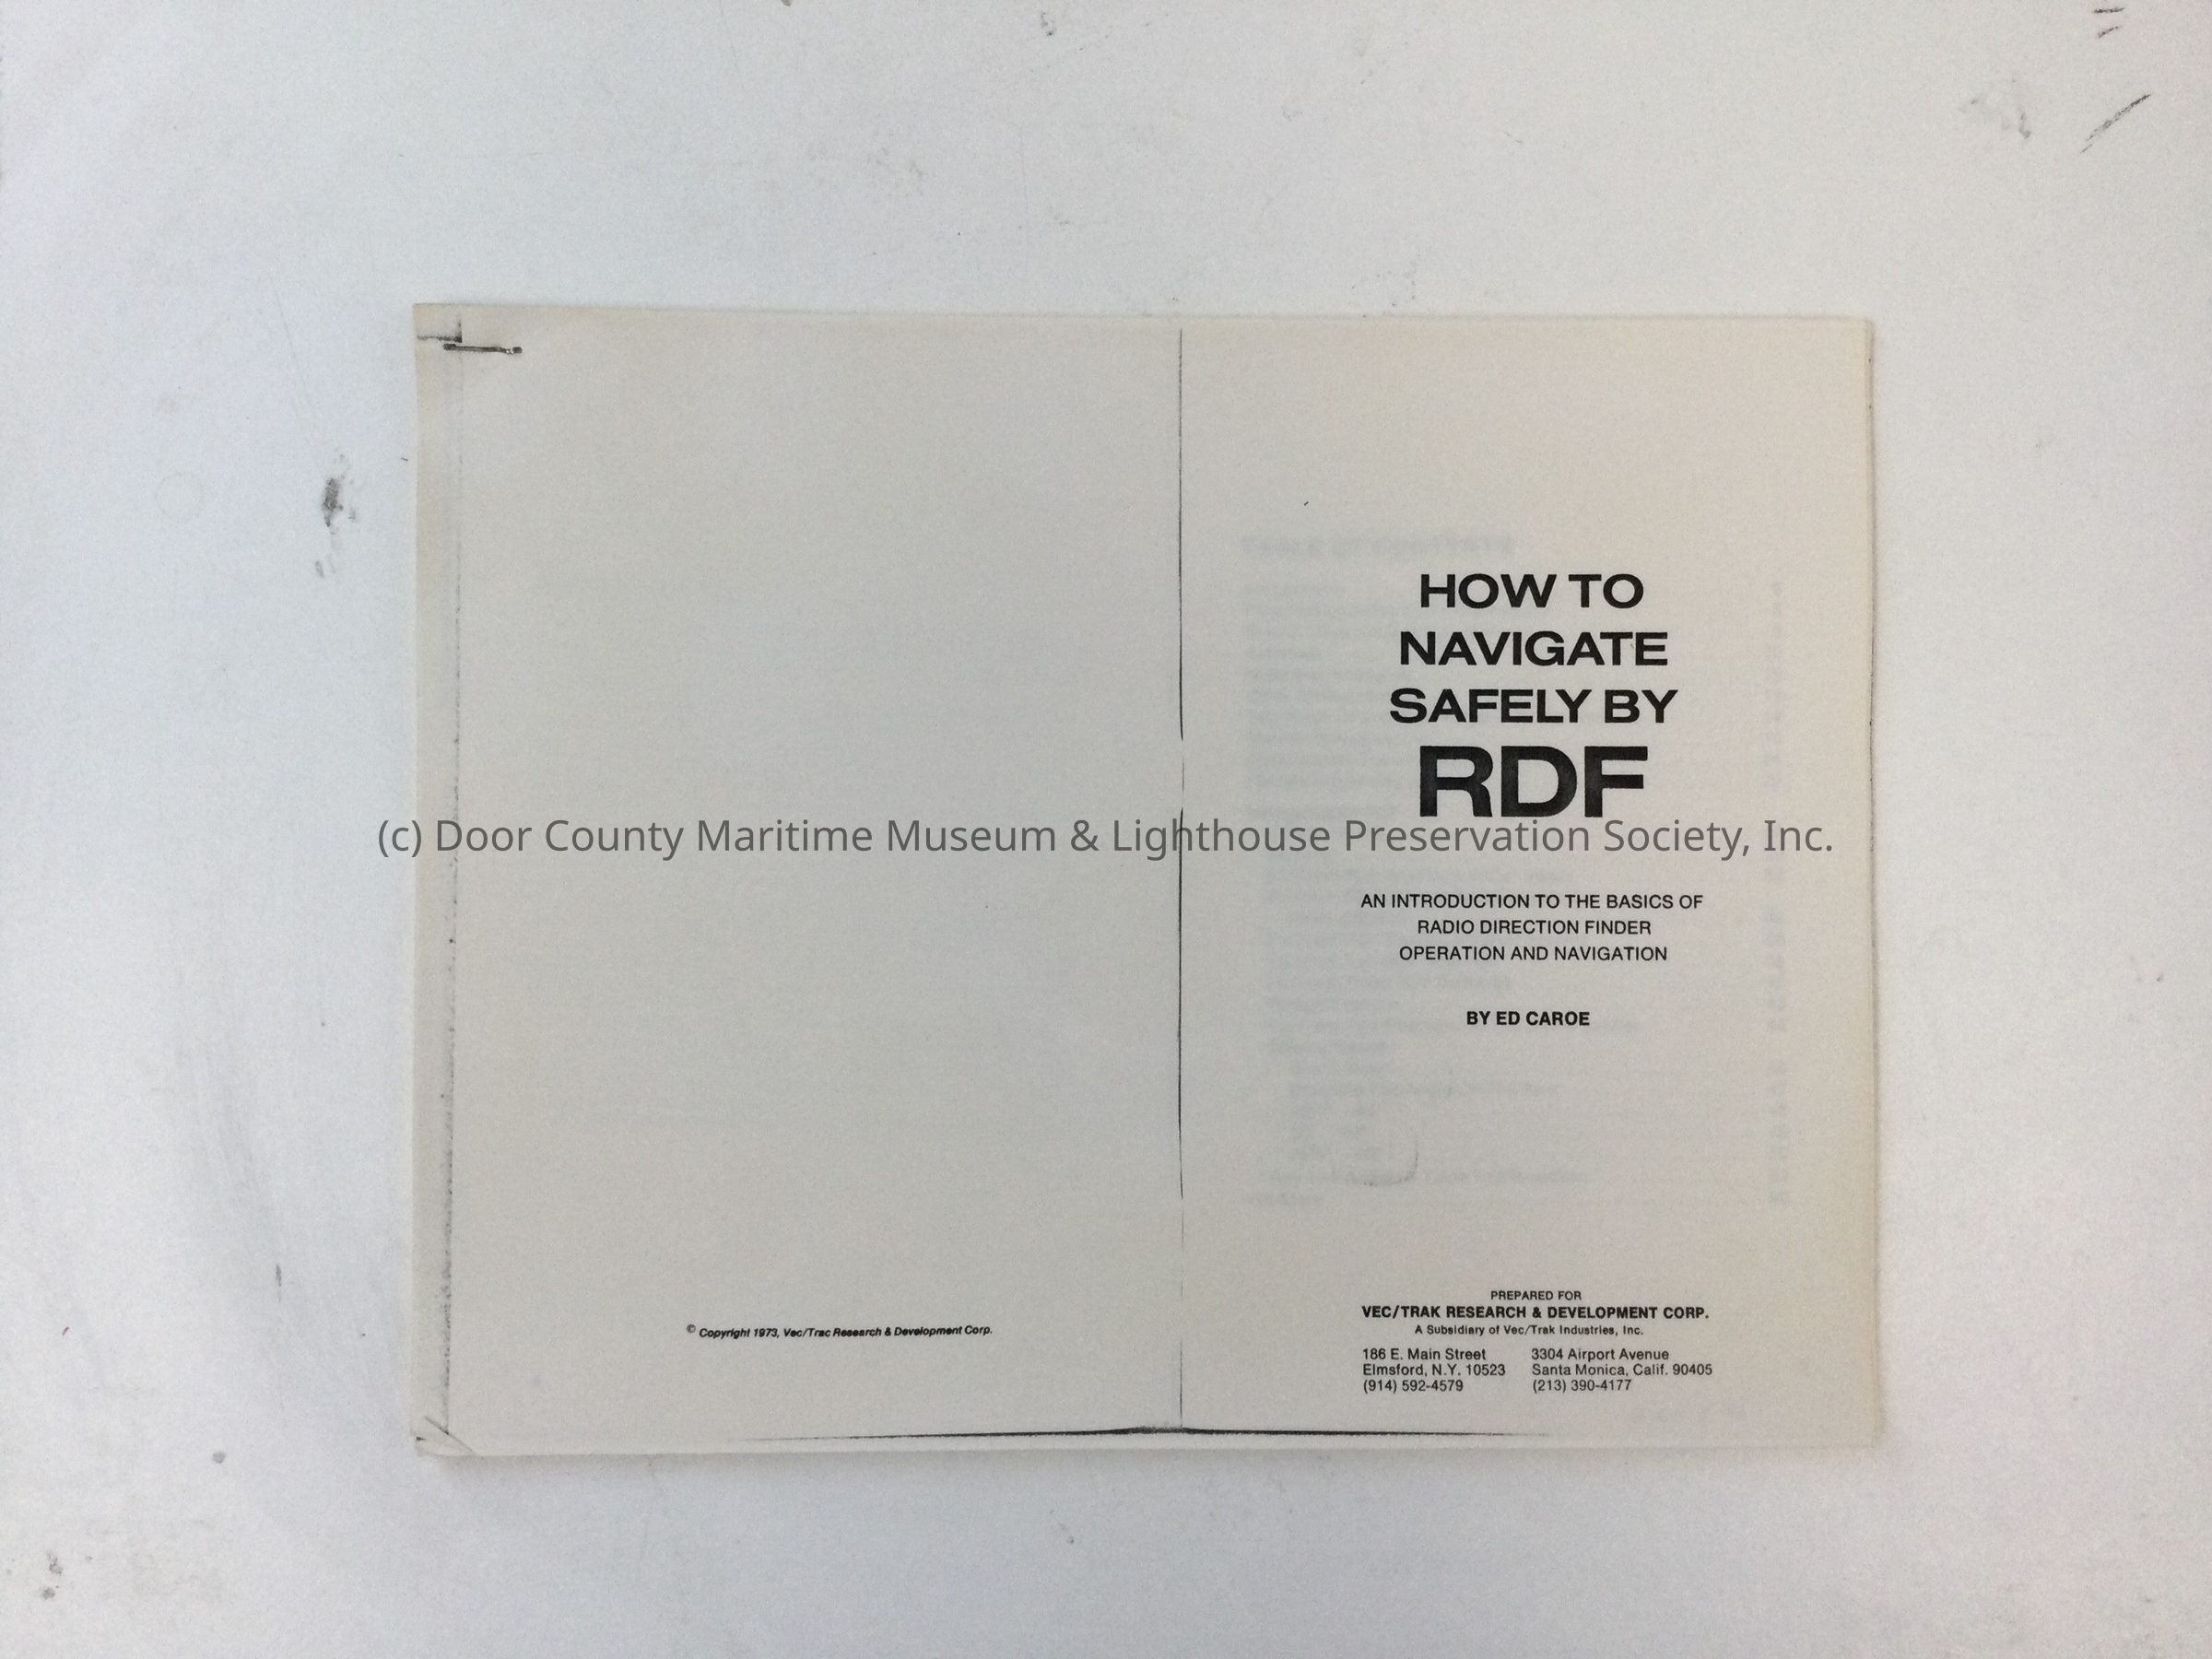 HOW TO
NAVIGATE
SAFELY BY
RDF
(c) Door County Maritime Museum & Lighthouse Preservation Society, Inc.
AN INTRODUCTION TO THE BASICS OF
RADIO DIRECTION FINDER
OPERATION AND NAVIGATION
BY ED CAROE
© Copyright 1973, Vec/Trac Research & Development Corp.
PREPARED FOR
VEC/TRAK RESEARCH & DEVELOPMENT CORP.
A Subsidiary of Vec/Trak Industries, Inc.
186 E. Main Street
Elmsford, N.Y. 10523
(914) 592-4579
3304 Airport Avenue
Santa Monica, Calif. 90405
(213) 390-4177